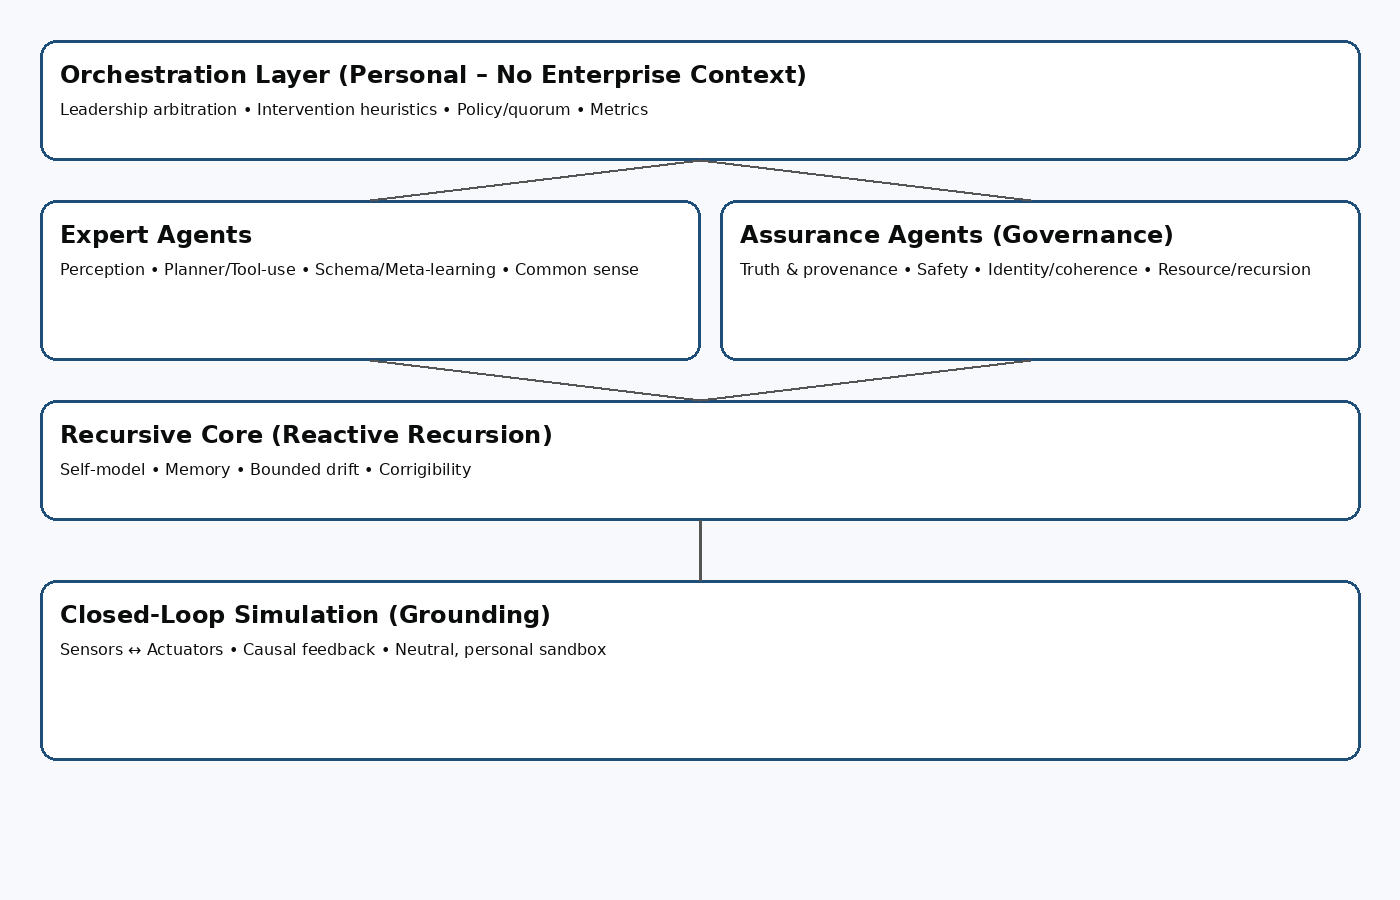 Orchestration Layer (Personal – No Enterprise Context)
Leadership arbitration • Intervention heuristics • Policy/quorum • Metrics
Expert Agents
Perception • Planner/Tool-use • Schema/Meta-learning • Common sense
Assurance Agents (Governance)
Truth & provenance • Safety • Identity/coherence • Resource/recursion
Recursive Core (Reactive Recursion)
Self-model • Memory • Bounded drift • Corrigibility
Closed-Loop Simulation (Grounding)
Sensors ↔ Actuators • Causal feedback • Neutral, personal sandbox